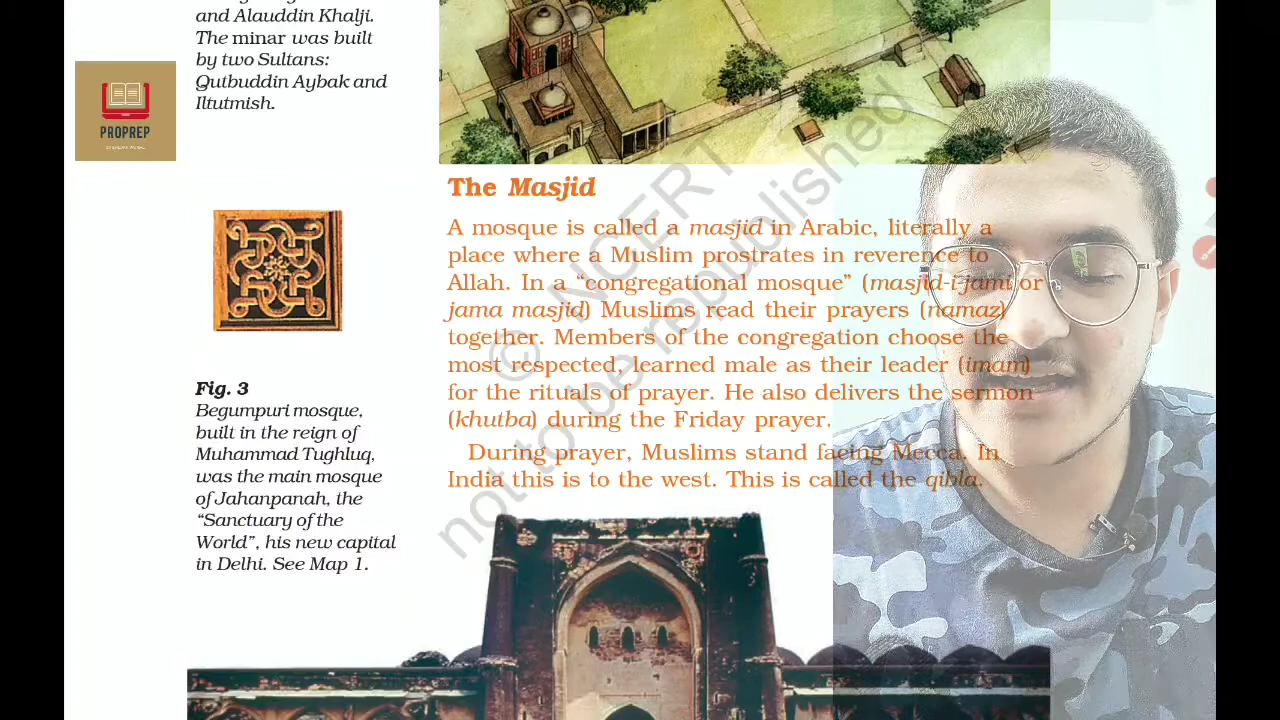 and Alauddin Khalji.
The minar was built
by two Sultans:
Qutbuddin Aybak and
Iltutmish.
PROPREP
The Masjid
A mosque is called a masjid in Arabic, literally a
place where a Muslim prostrates in reverence to
Allah. In a “congregational mosque” (masjid-i-jami or
jama masjid) Muslims read their prayers (namaz)
together. Members of the congregation choose the
most respected, learned male as their leader (imam)
for the rituals of prayer. He also delivers the sermon
(khutba) during the Friday prayer.
During prayer, Muslims stand facing Mecca. In
India this is to the west. This is called the qibla.
Fig. 3
Begumpuri mosque,
built in the reign of
Muhammad Tughluq,
was the main mosque
of Jahanpanah, the
“Sanctuary of the
World”, his new capital
in Delhi. See Map 1.
© NCERT
not to be republished